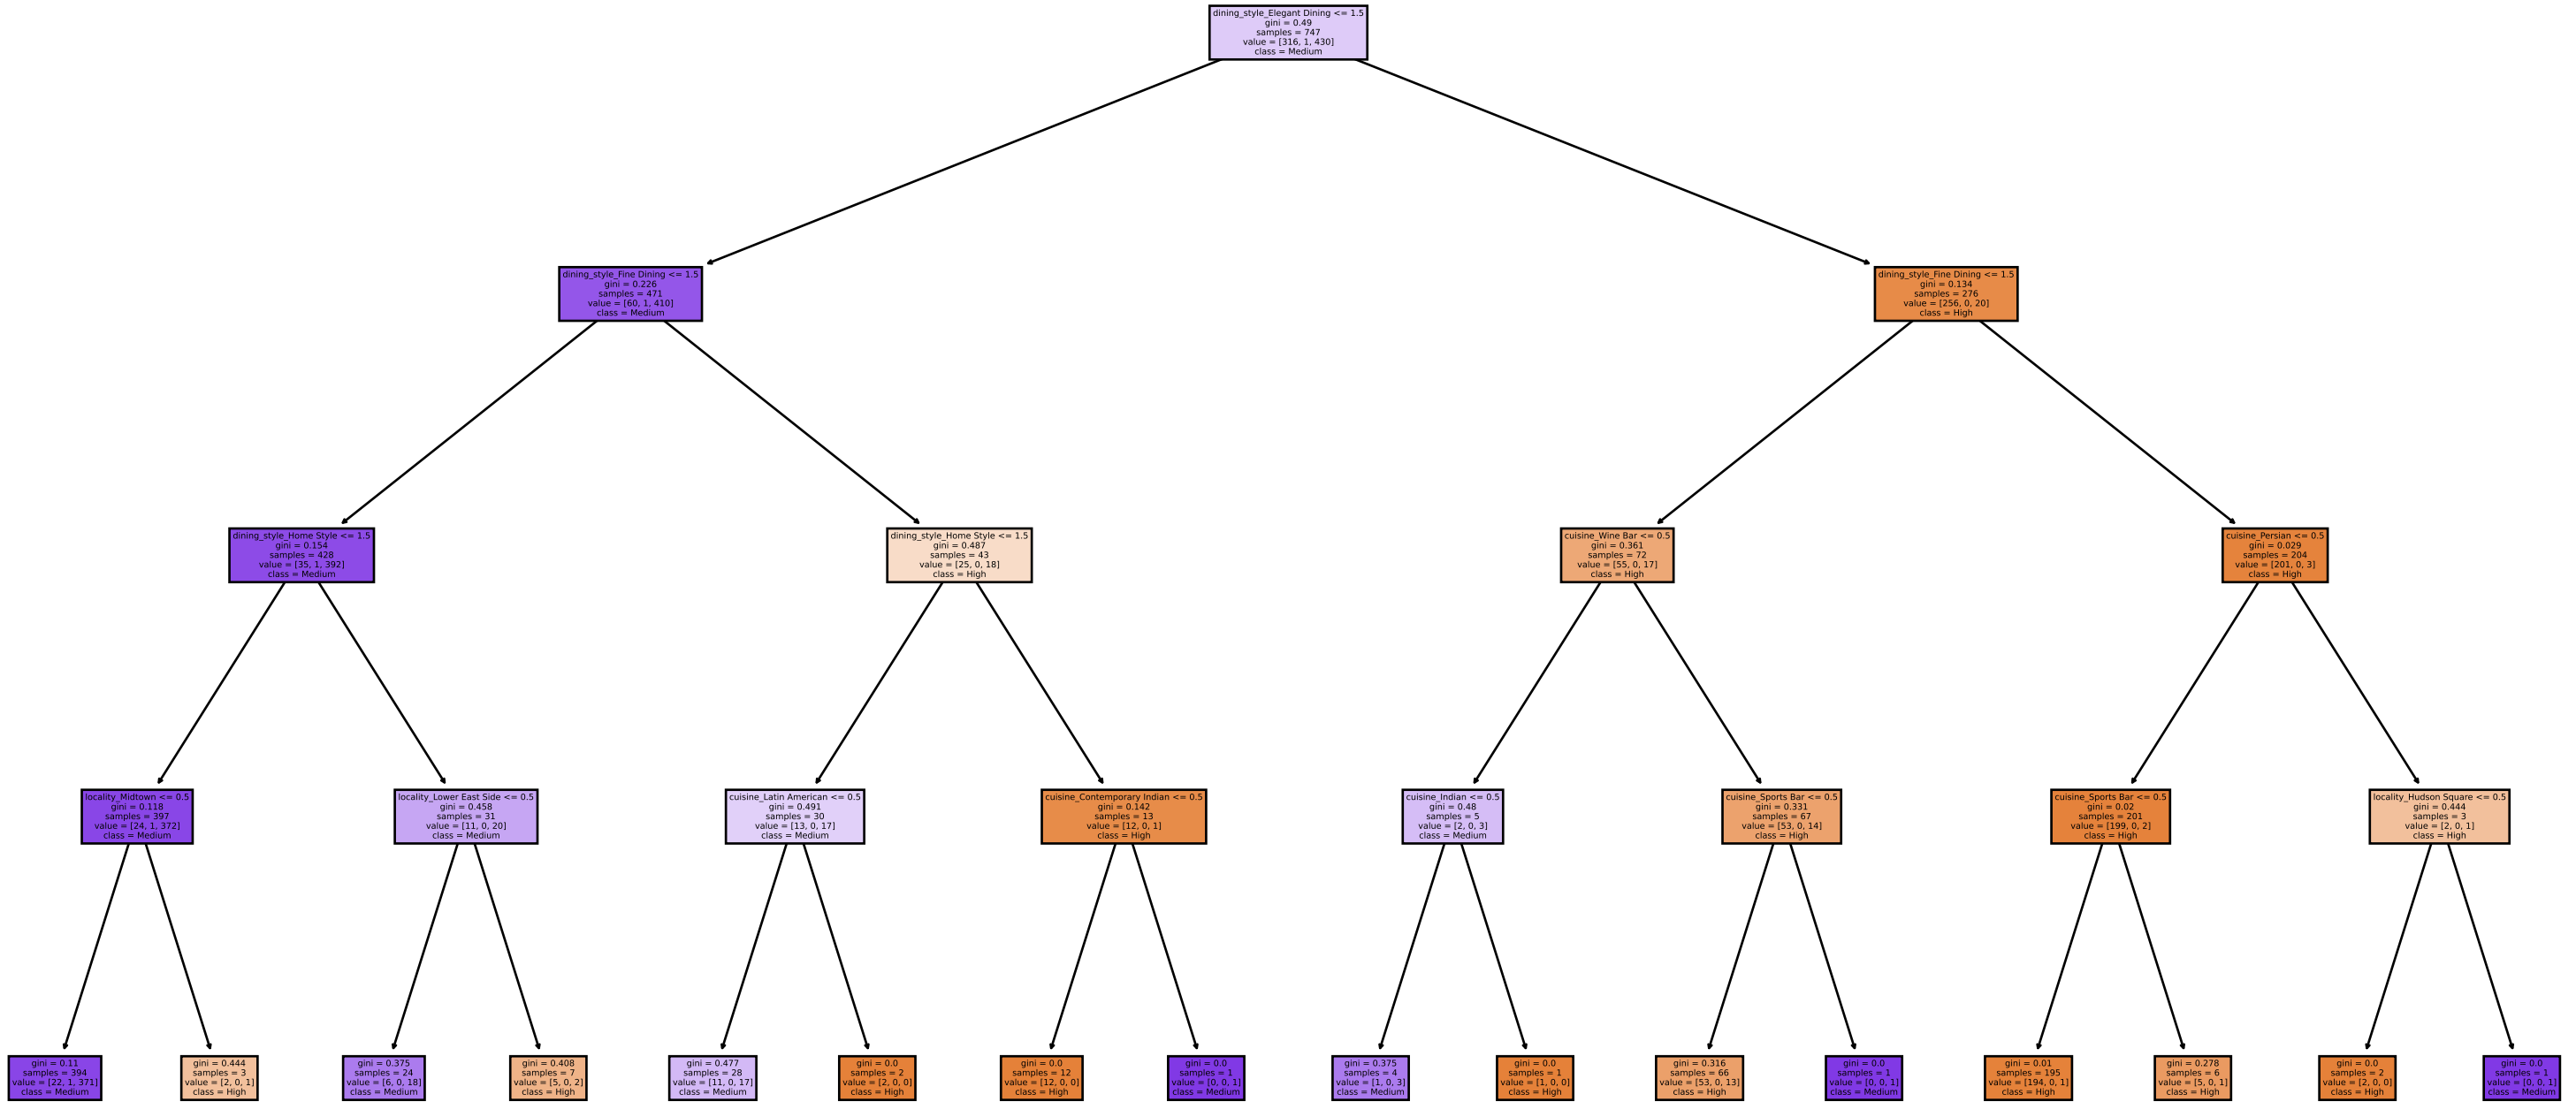 dining_style_Elegant Dining <= 1.5
gini = 0.49
samples = 747
value = [316, 1, 430]
class = Medium
dining_style_Fine Dining <= 1.5
gini = 0.226
samples = 471
value = [60, 1, 410]
class = Medium
dining_style_Fine Dining <= 1.5
gini = 0.134
samples = 276
value = [256, 0, 20]
class = High
dining_style_Home Style <= 1.5
gini = 0.154
samples = 428
value = [35, 1, 392]
class = Medium
dining_style_Home Style <= 1.5
gini = 0.487
samples = 43
value = [25, 0, 18]
class = High
cuisine_Wine Bar <= 0.5
gini = 0.361
samples = 72
value = [55, 0, 17]
class = High
cuisine_Persian <= 0.5
gini = 0.029
samples = 204
value = [201, 0, 3]
class = High
locality_Midtown <= 0.5
gini = 0.118
samples = 397
value = [24, 1, 372]
class = Medium
locality_Lower East Side <= 0.5
gini = 0.458
samples = 31
value = [11, 0, 20]
class = Medium
cuisine_Latin American <= 0.5
gini = 0.491
samples = 30
value = [13, 0, 17]
class = Medium
cuisine_Contemporary Indian <= 0.5
gini = 0.142
samples = 13
value = [12, 0, 1]
class = High
cuisine_Indian <= 0.5
gini = 0.48
samples = 5
value = [2, 0, 3]
class = Medium
cuisine_Sports Bar <= 0.5
gini = 0.331
samples = 67
value = [53, 0, 14]
class = High
cuisine_Sports Bar <= 0.5
gini = 0.02
samples = 201
value = [199, 0, 2]
class = High
locality_Hudson Square <= 0.5
gini = 0.444
samples = 3
value = [2, 0, 1]
class = High
gini = 0.11
samples = 394
value = [22, 1, 371]
class = Medium
gini = 0.444
samples = 3
value = [2, 0, 1]
class = High
gini = 0.375
samples = 24
value = [6, 0, 18]
class = Medium
gini = 0.408
samples = 7
value = [5, 0, 2]
class = High
gini = 0.477
samples = 28
value = [11, 0, 17]
class = Medium
gini = 0.0
samples = 2
value = [2, 0, 0]
class = High
gini = 0.0
samples = 12
value = [12, 0, 0]
class = High
gini = 0.0
samples = 1
value = [0, 0, 1]
class = Medium
gini = 0.375
samples = 4
value = [1, 0, 3]
class = Medium
gini = 0.0
samples = 1
value = [1, 0, 0]
class = High
gini = 0.316
samples = 66
value = [53, 0, 13]
class = High
gini = 0.0
samples = 1
value = [0, 0, 1]
class = Medium
gini = 0.01
samples = 195
value = [194, 0, 1]
class = High
gini = 0.278
samples = 6
value = [5, 0, 1]
class = High
gini = 0.0
samples = 2
value = [2, 0, 0]
class = High
gini = 0.0
samples = 1
value = [0, 0, 1]
class = Medium